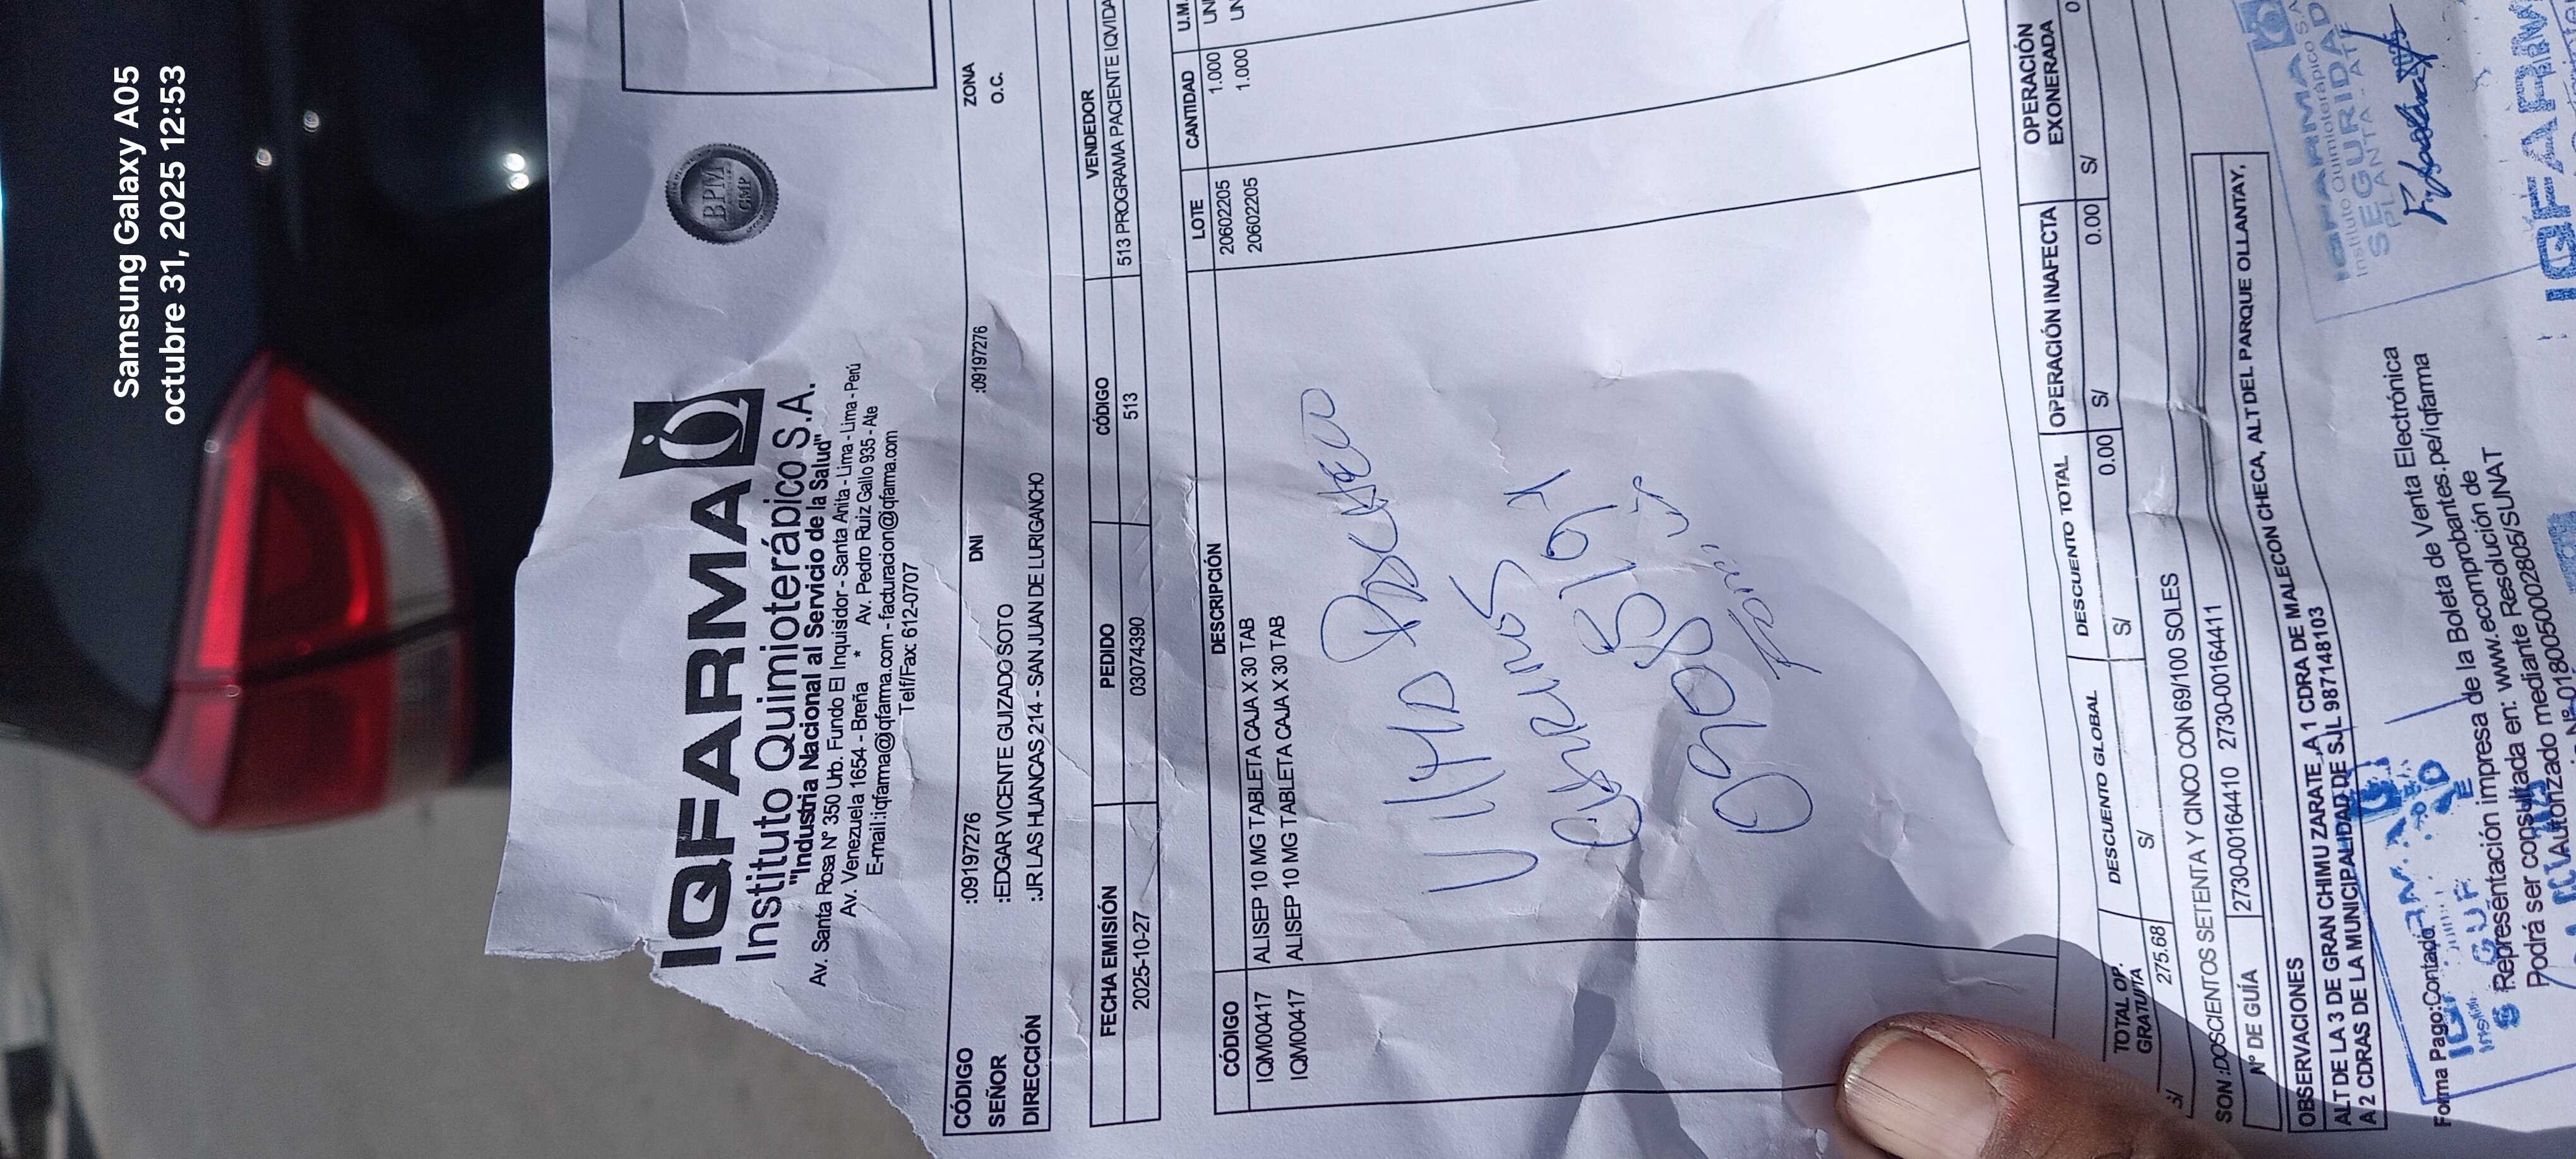 Samsung Galaxy A05
octubre 31, 2025 12:53
IQFARMA
Instituto Quimioterápico S.A.
"Industria Nacional al Servicio de la Salud"
Av. Santa Rosa N° 350 Urb. Fundo El Inquisidor - Santa Anita - Lima - Lima - Perú
Av. Venezuela 1654 - Breña * Av. Pedro Ruiz Gallo 935 - Ate
E-mail:iqfarma@iqfarma.com - facturacion@iqfarma.com
Telf/Fax: 612-0707
BPM
GMP
CÓDIGO :09197276 DNI :09197276 ZONA
SEÑOR :EDGAR VICENTE GUIZADO SOTO O.C.
DIRECCIÓN :JR LAS HUANCAS 214 - SAN JUAN DE LURIGANCHO
FECHA EMISIÓN PEDIDO CÓDIGO VENDEDOR
2025-10-27 03074390 513 513 PROGRAMA PACIENTE IQVIDA
CÓDIGO DESCRIPCIÓN LOTE CANTIDAD U.M.
IQM00417 ALISEP 10 MG TABLETA CAJA X 30 TAB 20602205 1.000 UN
IQM00417 ALISEP 10 MG TABLETA CAJA X 30 TAB 20602205 1.000 UN
TOTAL OP. GRATUITA DESCUENTO GLOBAL DESCUENTO TOTAL OPERACIÓN INAFECTA OPERACIÓN EXONERADA
S/ 275.68 S/ S/ 0.00 S/ 0.00 S/ 0
SON :DOSCIENTOS SETENTA Y CINCO CON 69/100 SOLES
N° DE GUÍA 2730-00164410 2730-00164411
OBSERVACIONES
ALT DE LA 3 DE GRAN CHIMU ZARATE ,A 1 CDRA DE MALECON CHECA, ALT DEL PARQUE OLLANTAY,
A 2 CDRAS DE LA MUNICIPALIDAD DE SJL 987148103
IQFARMA
Instituto Quimioterápico S.A.
SEGURIDAD
PLANTA - ATE
Forma Pago:Contado
Representación impresa de la Boleta de Venta Electrónica
Podrá ser consultada en: www.ecomprobantes.pe/iqfarma
Autorizado mediante Resolución de
IQFARM